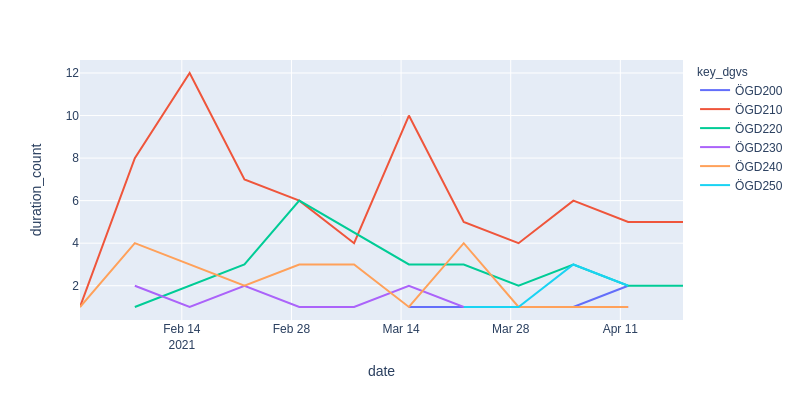 duration_count
12
10
8
6
4
2
Feb 14
2021
Feb 28
Mar 14
Mar 28
Apr 11
date
key_dgvs
ÖGD200
ÖGD210
ÖGD220
ÖGD230
ÖGD240
ÖGD250